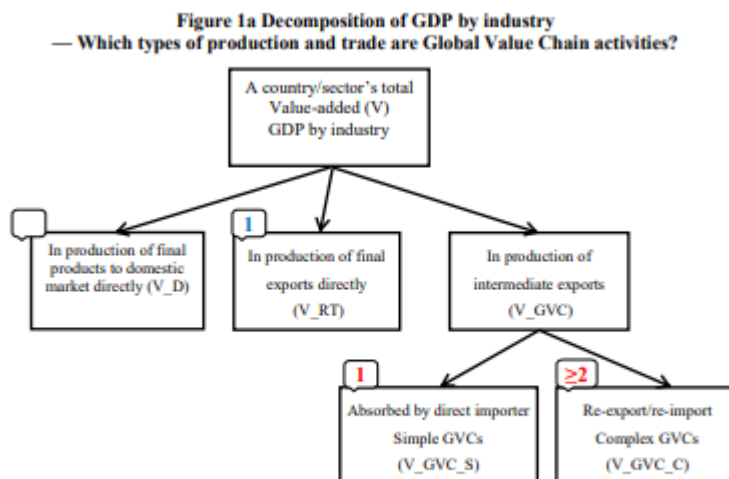 Figure 1a Decomposition of GDP by industry
— Which types of production and trade are Global Value Chain activities?
A country/sector's total
Value-added (V)
GDP by industry
1
In production of final
products to domestic
market directly (V_D)
In production of final
exports directly
(V_RT)
In production of
intermediate exports
(V_GVC)
1
≥2
Absorbed by direct importer
Simple GVCs
(V_GVC_S)
Re-export/re-import
Complex GVCs
(V_GVC_C)